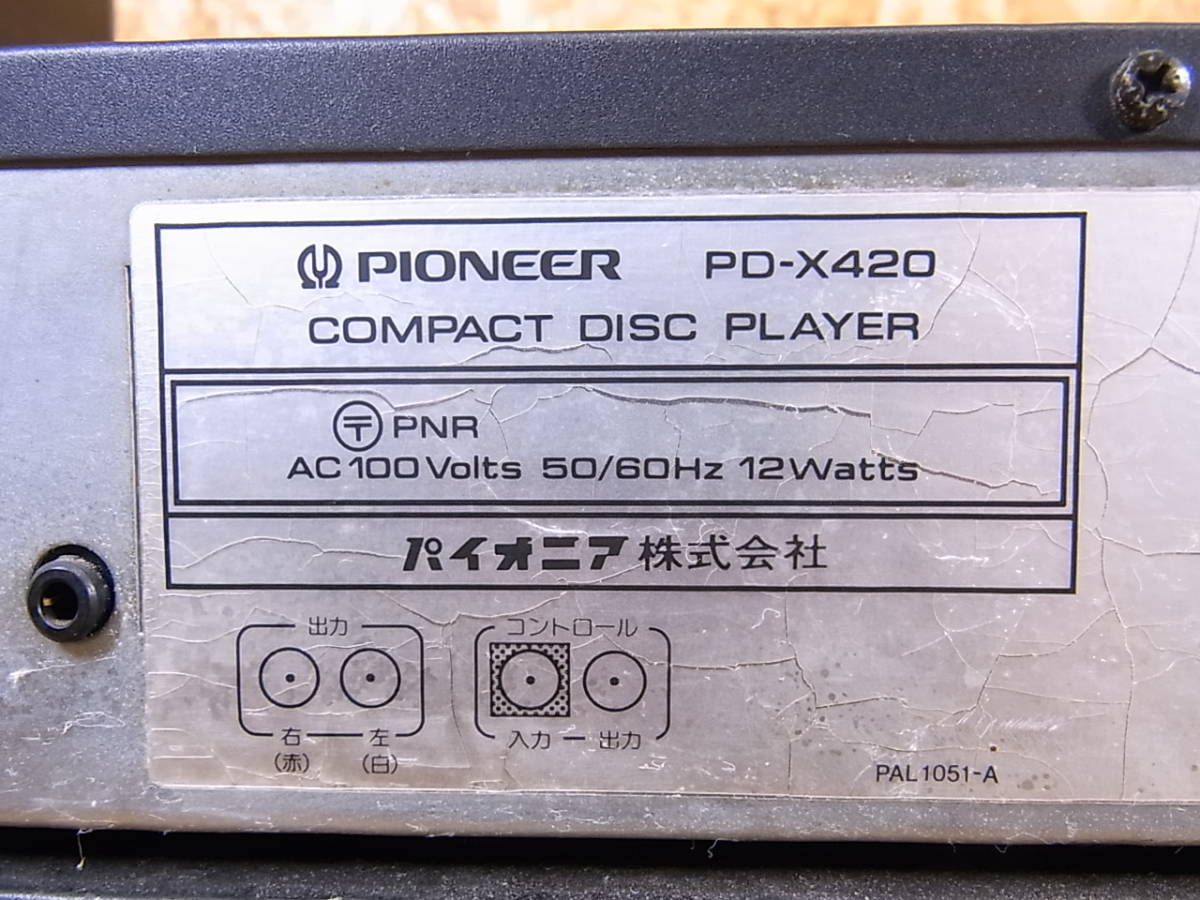 PIONEER PD-X420
COMPACT DISC PLAYER
〒 PNR
AC 100 Volts 50/60Hz 12 Watts
パイオニア株式会社
出力
コントロール
右 左
入力 ー 出力
(赤) (白)
PAL1051-A